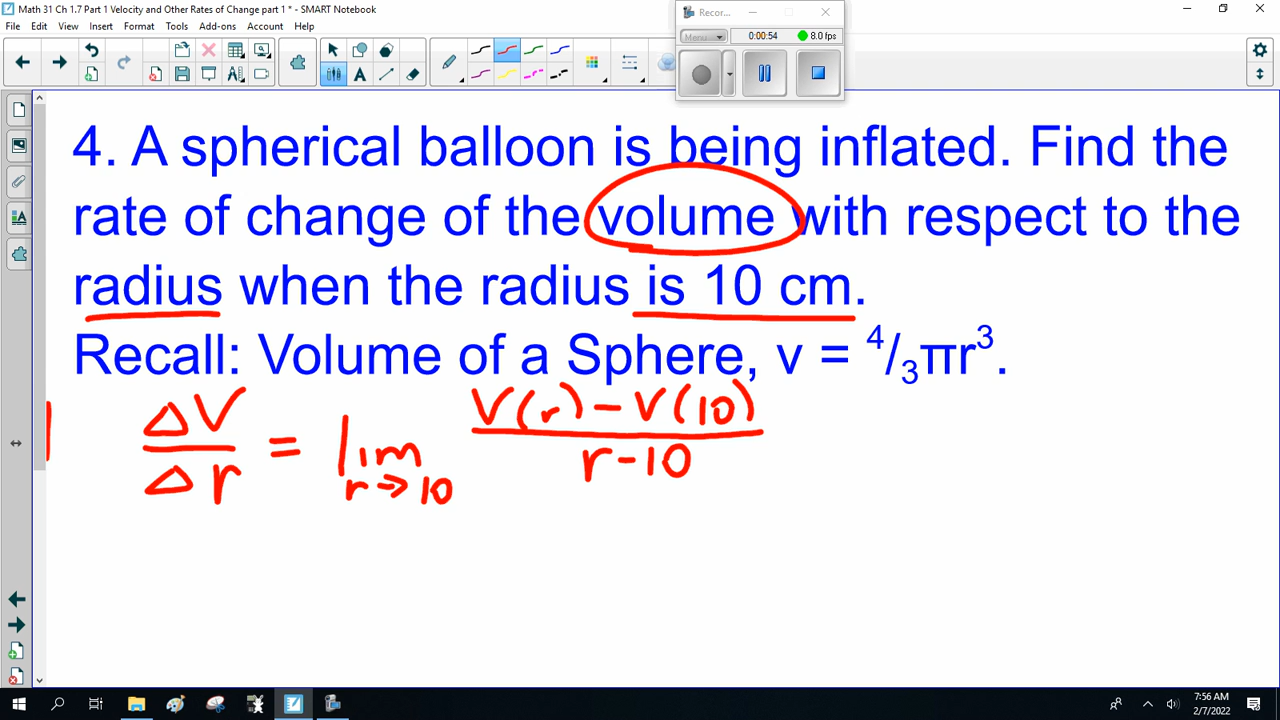 Math 31 Ch 1.7 Part 1 Velocity and Other Rates of Change part 1 * - SMART Notebook
Recor...
File Edit View Insert Format Tools Add-ons Account Help
Menu 0:00:54 8.0 fps
4. A spherical balloon is being inflated. Find the
rate of change of the volume with respect to the
radius when the radius is 10 cm.
Recall: Volume of a Sphere, v = ⁴/₃πr³.
ΔV/Δr = lim r→10 V(r) – V(10) / r – 10
7:56 AM
2/7/2022